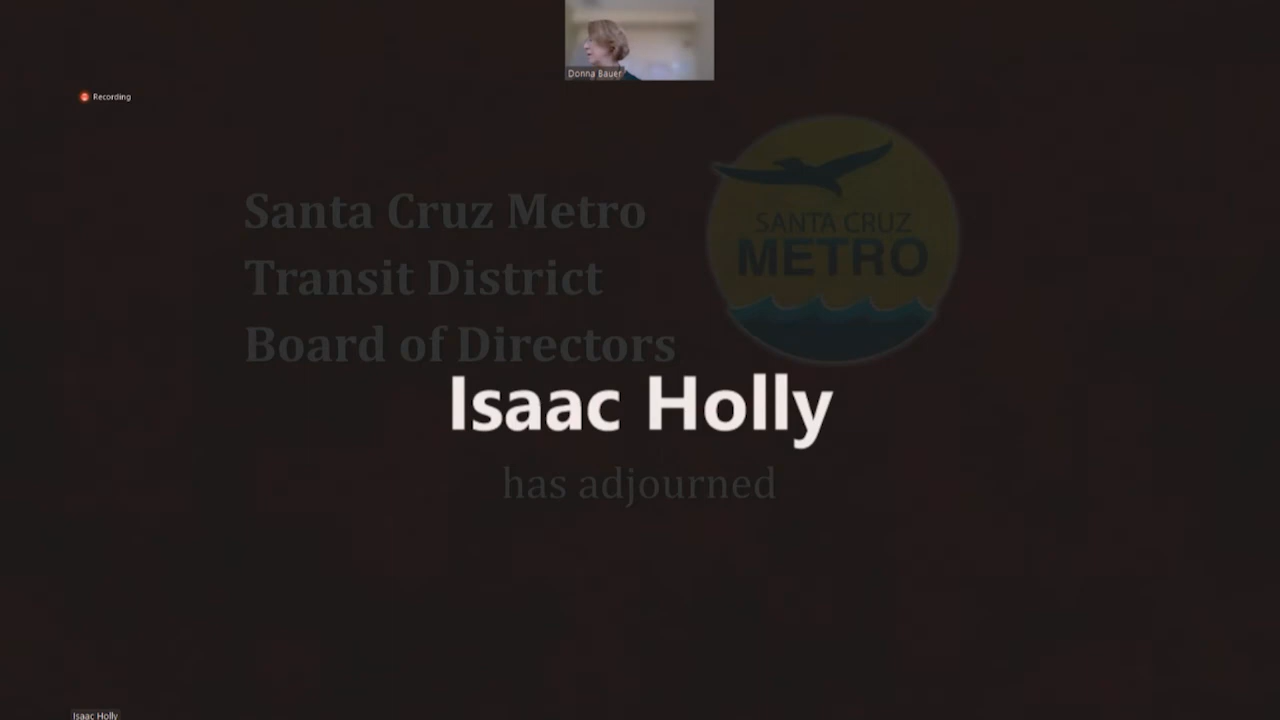 Donna Bauer
Recording
Santa Cruz Metro
Transit District
Board of Directors
SANTA CRUZ
METRO
Isaac Holly
has adjourned
Isaac Holly